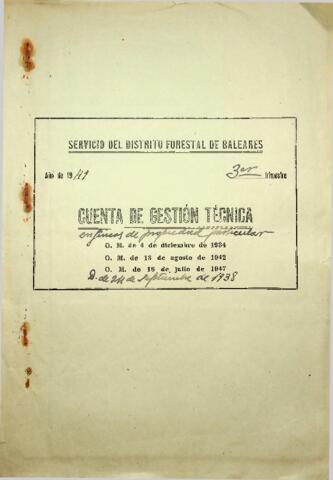 SERVICIO DEL DISTRITO FORESTAL DE BALEARES
Año de 1949 3er trimestre
CUENTA DE GESTIÓN TÉCNICA
en fincas de propiedad particular
O. M. de 4 de diciembre de 1934
O. M. de 13 de agosto de 1942
O. M. de 16 de julio de 1947
D. de 24 de Septiembre de 1938